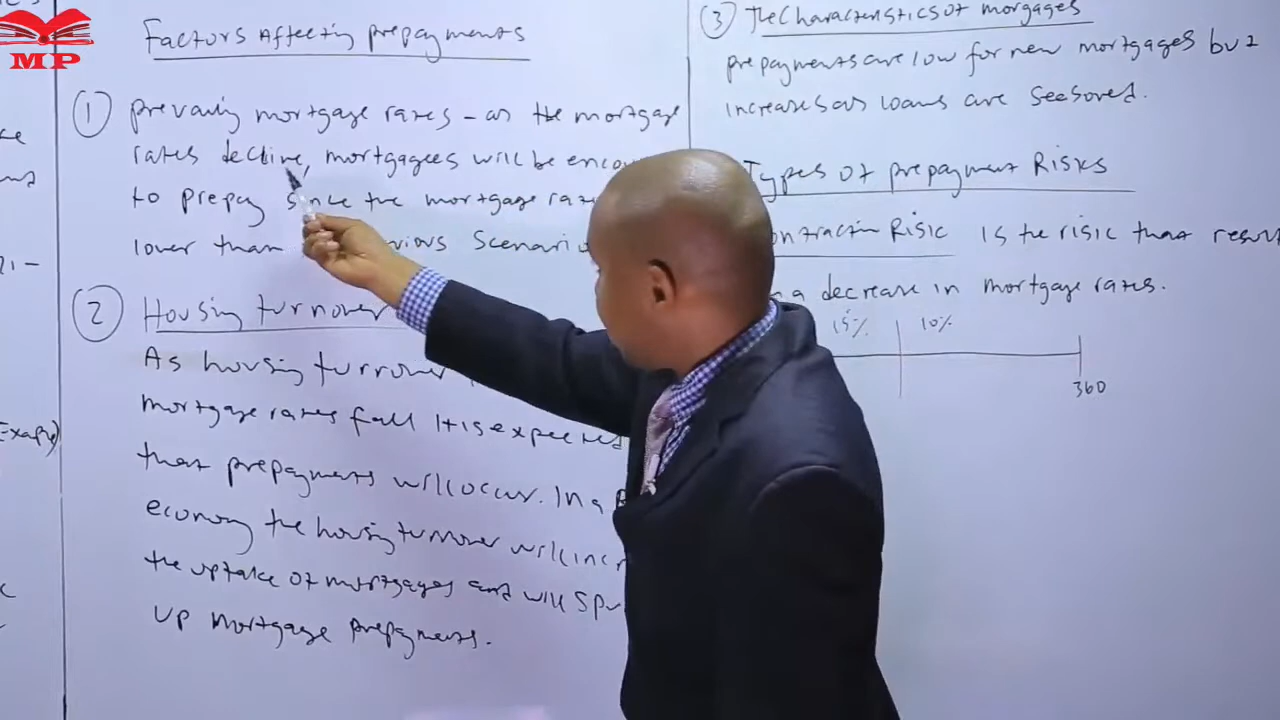 MP
Factors Affecting prepayments
① prevailing mortgage rates - as the mortgage
rates decline, mortgagees will be
to prepay since the mortgage
lower than Scenario
② Housing turnover
As housing turnover
mortgage rates fall It is expected
that prepayments will occur. In a
economy the housing turnover will
the uptake of mortgages and will
up mortgage prepayments.
③ The Characteristics of morgages
prepayments are low for new mortgages but
increases as loans are Seasoned.
Types of prepayment Risks
Risk is the risk that
a decrease in mortgage rates.
15% 10%
360